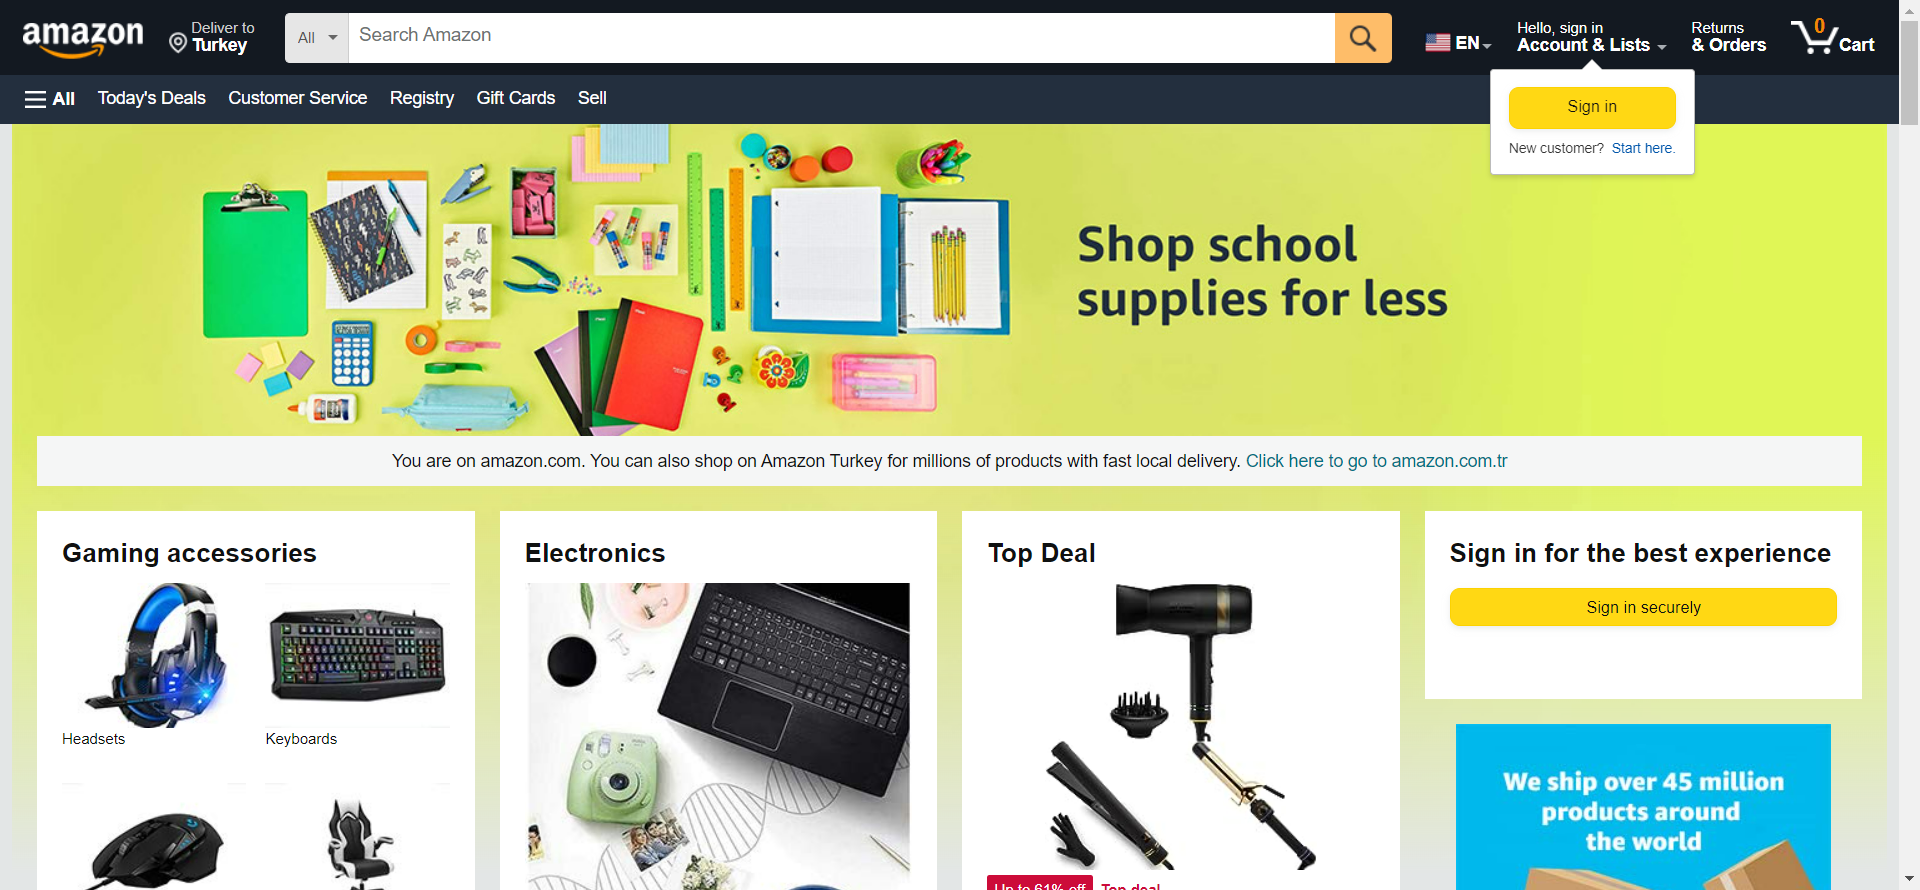 amazon
Deliver to
Turkey
All
Search Amazon
EN
Hello, sign in
Account & Lists
Returns
& Orders
0
Cart
All
Today's Deals
Customer Service
Registry
Gift Cards
Sell
Sign in
New customer? Start here.
Shop school
supplies for less
You are on amazon.com. You can also shop on Amazon Turkey for millions of products with fast local delivery. Click here to go to amazon.com.tr
Gaming accessories
Headsets
Keyboards
Electronics
Top Deal
Up to 61% off
Top deal
Sign in for the best experience
Sign in securely
We ship over 45 million
products around
the world